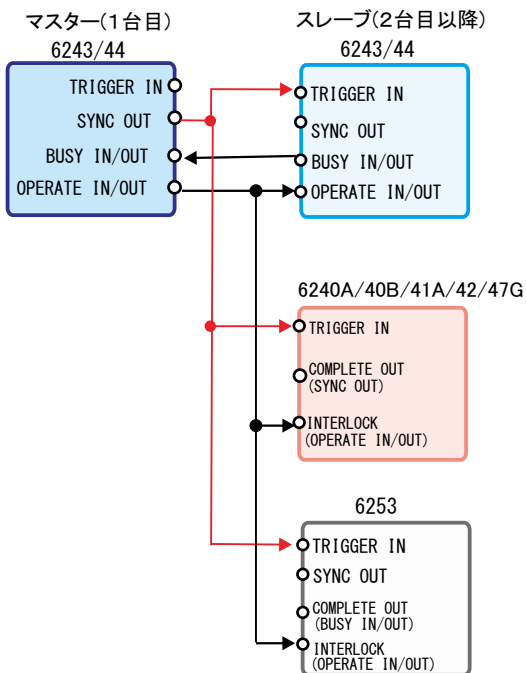 マスター(1台目)
6243/44
TRIGGER IN
SYNC OUT
BUSY IN/OUT
OPERATE IN/OUT
スレーブ(2台目以降)
6243/44
TRIGGER IN
SYNC OUT
BUSY IN/OUT
OPERATE IN/OUT
6240A/40B/41A/42/47G
TRIGGER IN
COMPLETE OUT
(SYNC OUT)
INTERLOCK
(OPERATE IN/OUT)
6253
TRIGGER IN
SYNC OUT
COMPLETE OUT
(BUSY IN/OUT)
INTERLOCK
(OPERATE IN/OUT)